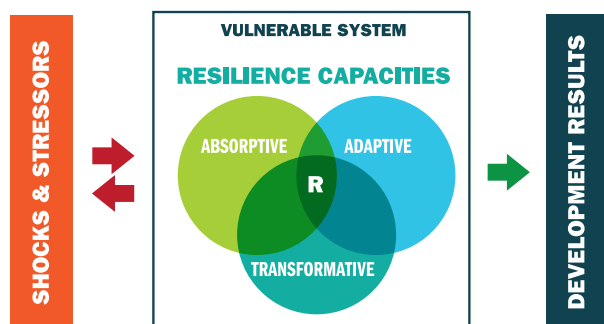 SHOCKS & STRESSORS
VULNERABLE SYSTEM
RESILIENCE CAPACITIES
ABSORPTIVE
ADAPTIVE
R
TRANSFORMATIVE
DEVELOPMENT RESULTS